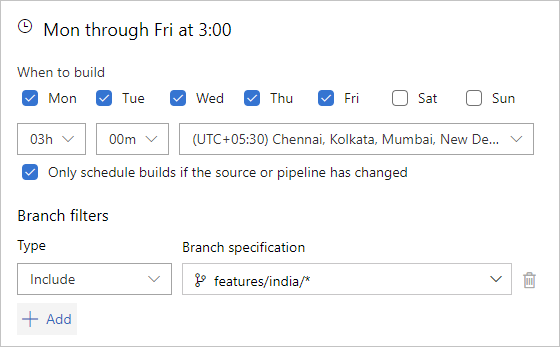 Mon through Fri at 3:00
When to build
Mon Tue Wed Thu Fri Sat Sun
03h 00m (UTC+05:30) Chennai, Kolkata, Mumbai, New De...
Only schedule builds if the source or pipeline has changed
Branch filters
Type Branch specification
Include features/india/*
+ Add